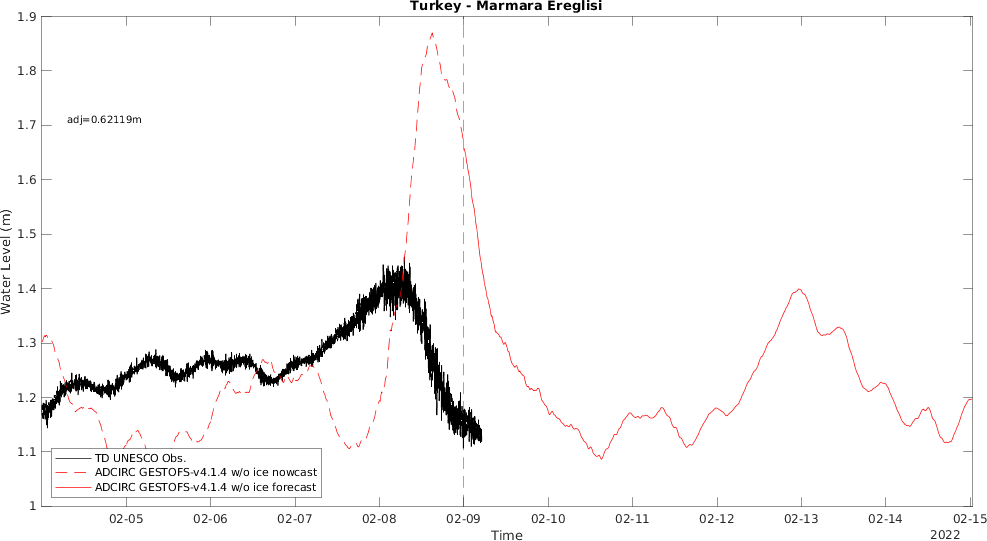 Turkey - Marmara Ereglisi
1.9
1.8
1.7
1.6
1.5
1.4
1.3
1.2
1.1
1
Water Level (m)
adj=0.62119m
TD UNESCO Obs.
ADCIRC GESTOFS-v4.1.4 w/o ice nowcast
ADCIRC GESTOFS-v4.1.4 w/o ice forecast
02-05 02-06 02-07 02-08 02-09 02-10 02-11 02-12 02-13 02-14 02-15
Time
2022